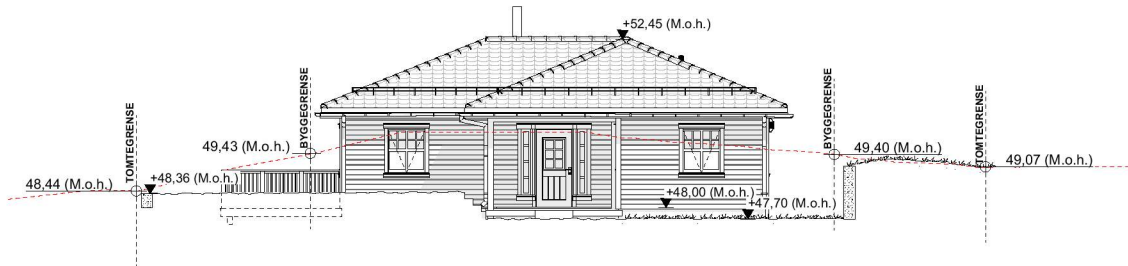 +52,45 (M.o.h.)
TOMTEGRENSE
BYGGEGRENSE
BYGGEGRENSE
TOMTEGRENSE
49,43 (M.o.h.)
49,40 (M.o.h.)
49,07 (M.o.h.)
48,44 (M.o.h.)
+48,36 (M.o.h.)
+48,00 (M.o.h.)
+47,70 (M.o.h.)